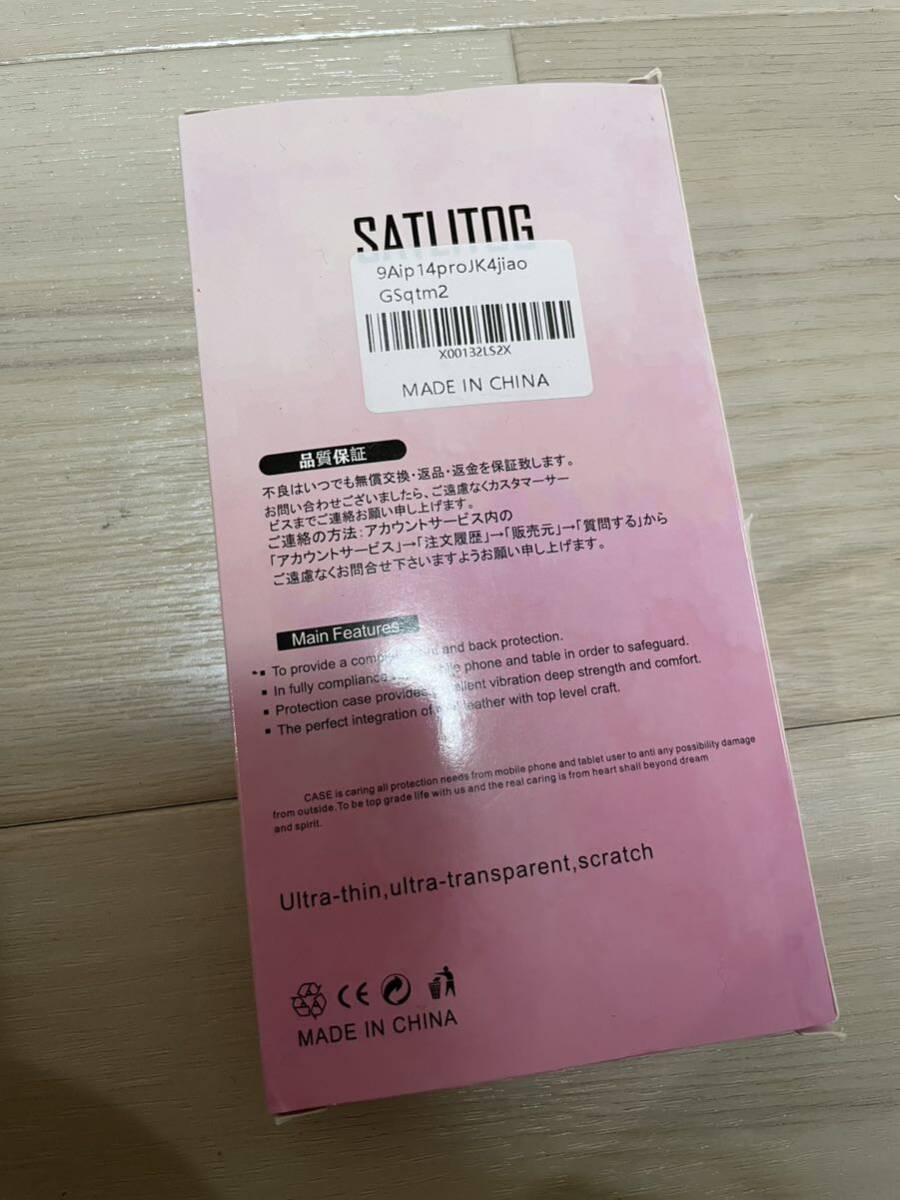 SATLITOG
9Aip14proJK4jiao
GSqtm2
X00132LS2X
MADE IN CHINA
品質保証
不良はいつでも無償交換・返品・返金を保証致します。
お問い合わせございましたら、ご遠慮なくカスタマーサー
ビスまでご連絡お願い申し上げます。
ご連絡の方法:アカウントサービス内の
「アカウントサービス」→「注文履歴」→「販売元」→「質問する」から
ご遠慮なくお問合せ下さいますようお願い申し上げます。
Main Features:
▪ To provide a and back protection.
▪ In fully compliance phone and table in order to safeguard.
▪ Protection case provides vibration deep strength and comfort.
▪ The perfect integration of leather with top level craft.
CASE is caring all protection needs from mobile phone and tablet user to anti any possibility damage
from outside.To be top grade life with us and the real caring is from heart shall beyond dream
and spirit.
Ultra-thin,ultra-transparent,scratch
CE
MADE IN CHINA